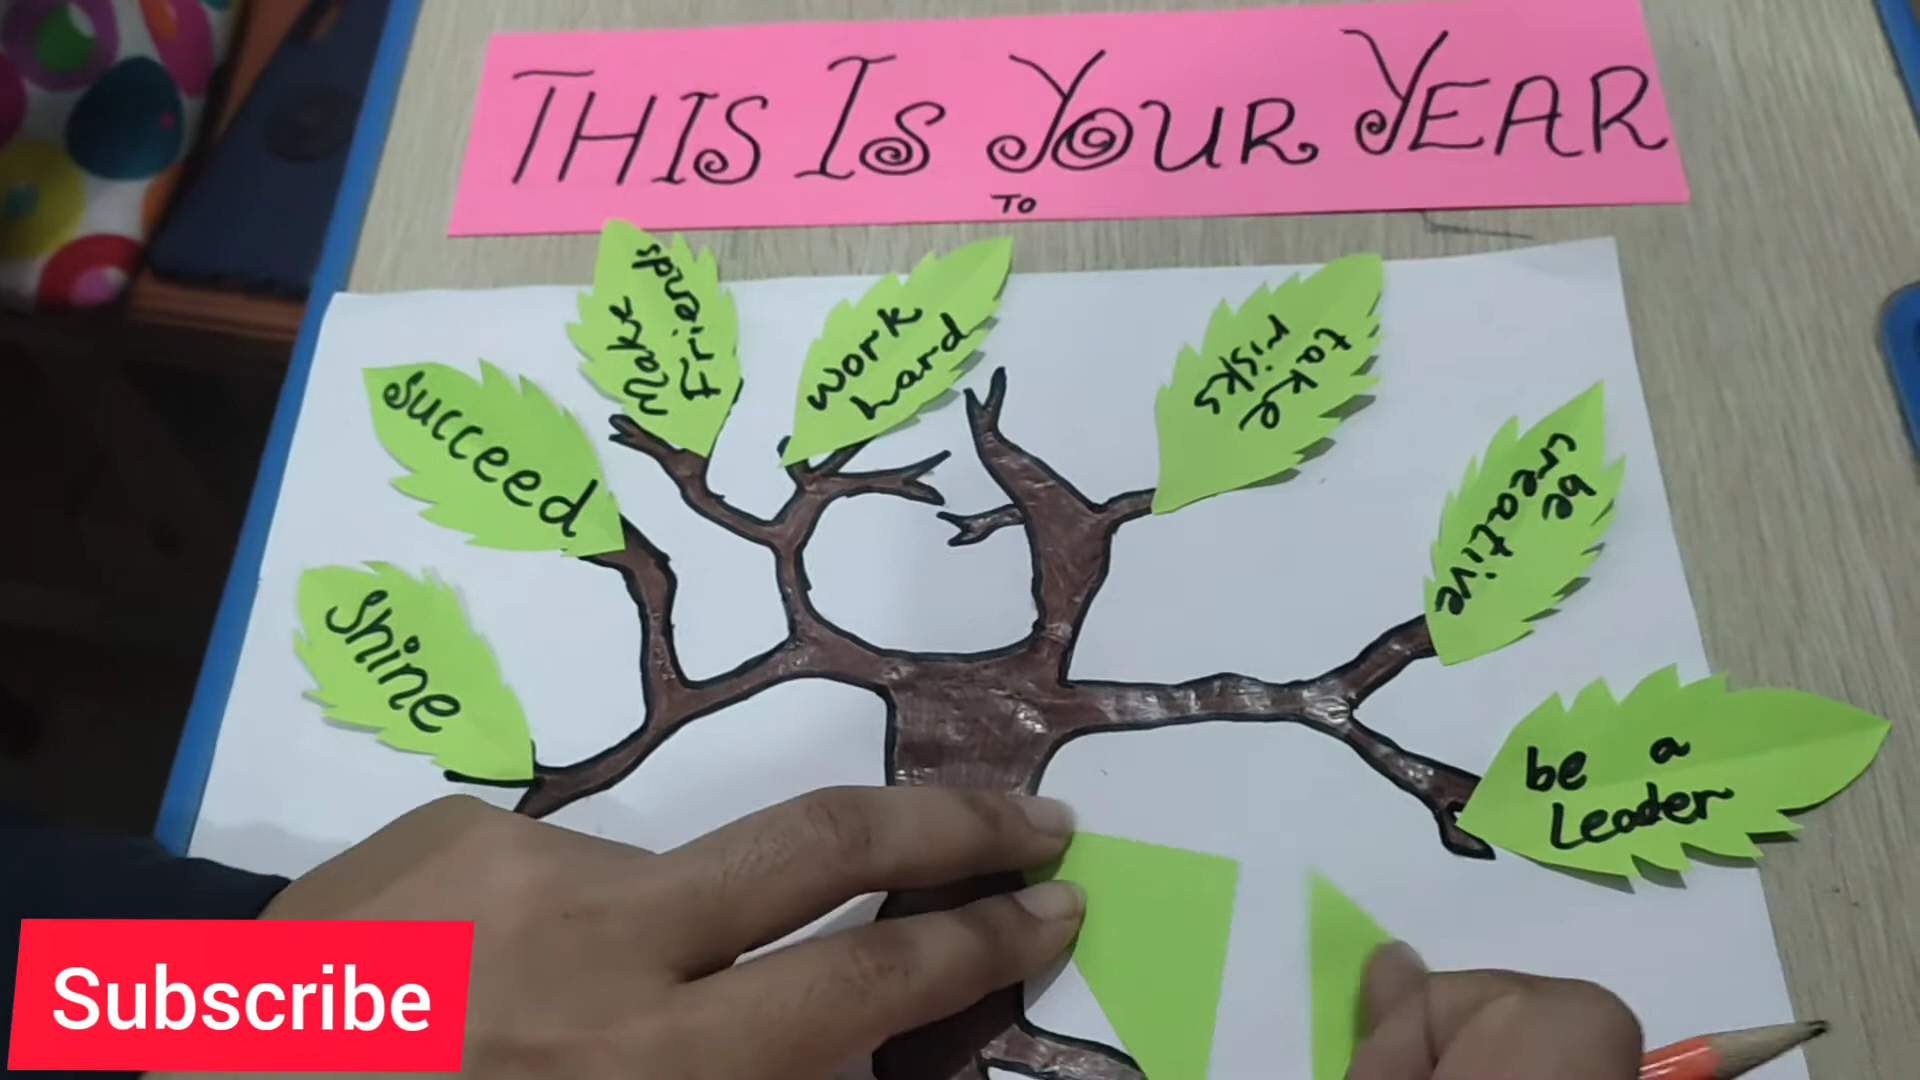 THIS IS YOUR YEAR
TO
Make
Friends
work
hard
take
risks
succeed
be
creative
shine
be a
Leader
Subscribe